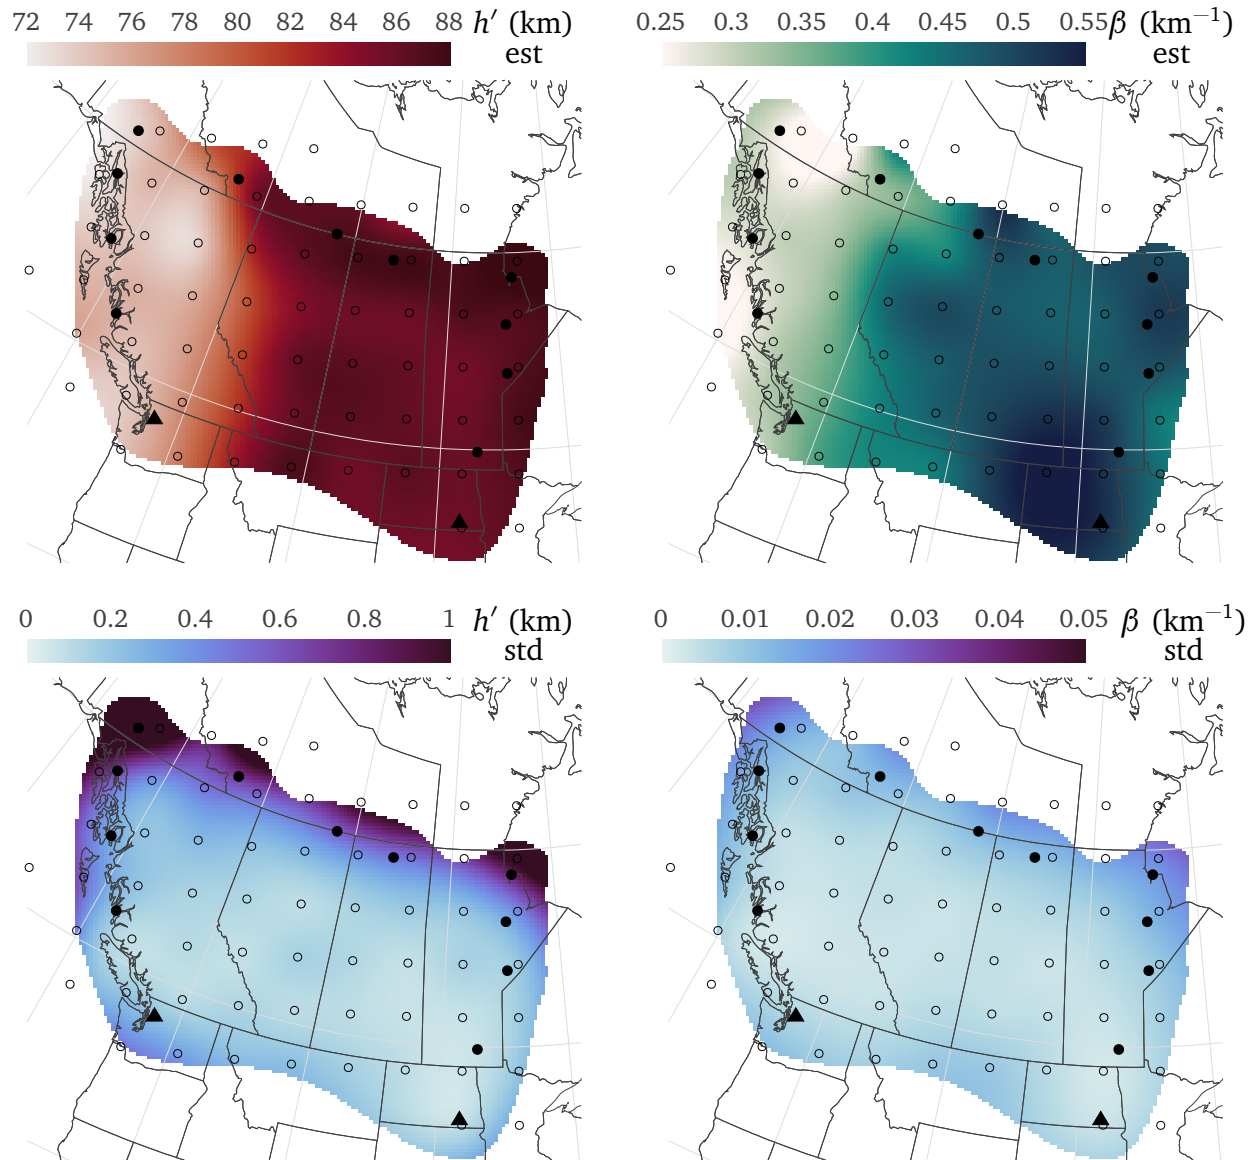 72 74 76 78 80 82 84 86 88 h′ (km)
est
0.25 0.3 0.35 0.4 0.45 0.5 0.55 β (km⁻¹)
est
0 0.2 0.4 0.6 0.8 1 h′ (km)
std
0 0.01 0.02 0.03 0.04 0.05 β (km⁻¹)
std